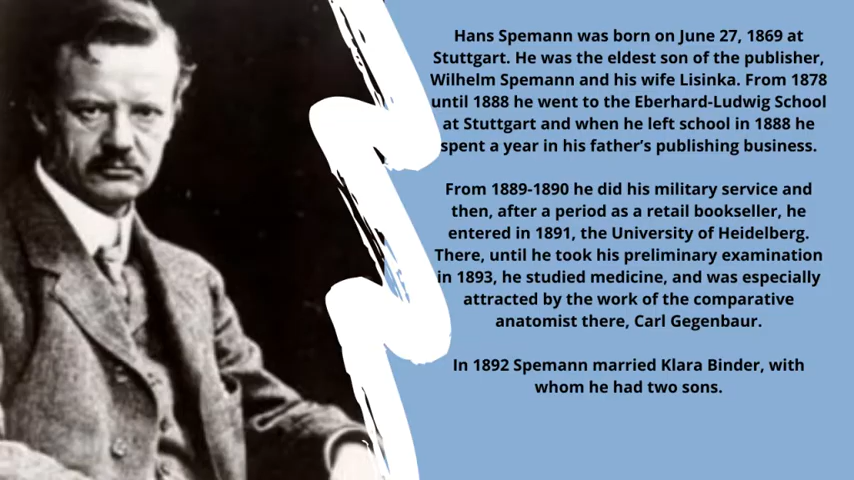 Hans Spemann was born on June 27, 1869 at
Stuttgart. He was the eldest son of the publisher,
Wilhelm Spemann and his wife Lisinka. From 1878
until 1888 he went to the Eberhard-Ludwig School
at Stuttgart and when he left school in 1888 he
spent a year in his father’s publishing business.
From 1889-1890 he did his military service and
then, after a period as a retail bookseller, he
entered in 1891, the University of Heidelberg.
There, until he took his preliminary examination
in 1893, he studied medicine, and was especially
attracted by the work of the comparative
anatomist there, Carl Gegenbaur.
In 1892 Spemann married Klara Binder, with
whom he had two sons.